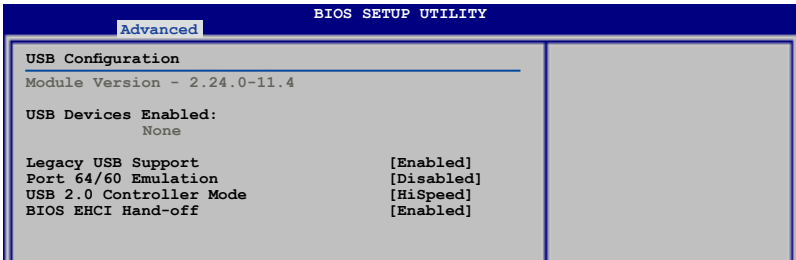 BIOS SETUP UTILITY
Advanced
USB Configuration
Module Version - 2.24.0-11.4
USB Devices Enabled:
None
Legacy USB Support [Enabled]
Port 64/60 Emulation [Disabled]
USB 2.0 Controller Mode [HiSpeed]
BIOS EHCI Hand-off [Enabled]